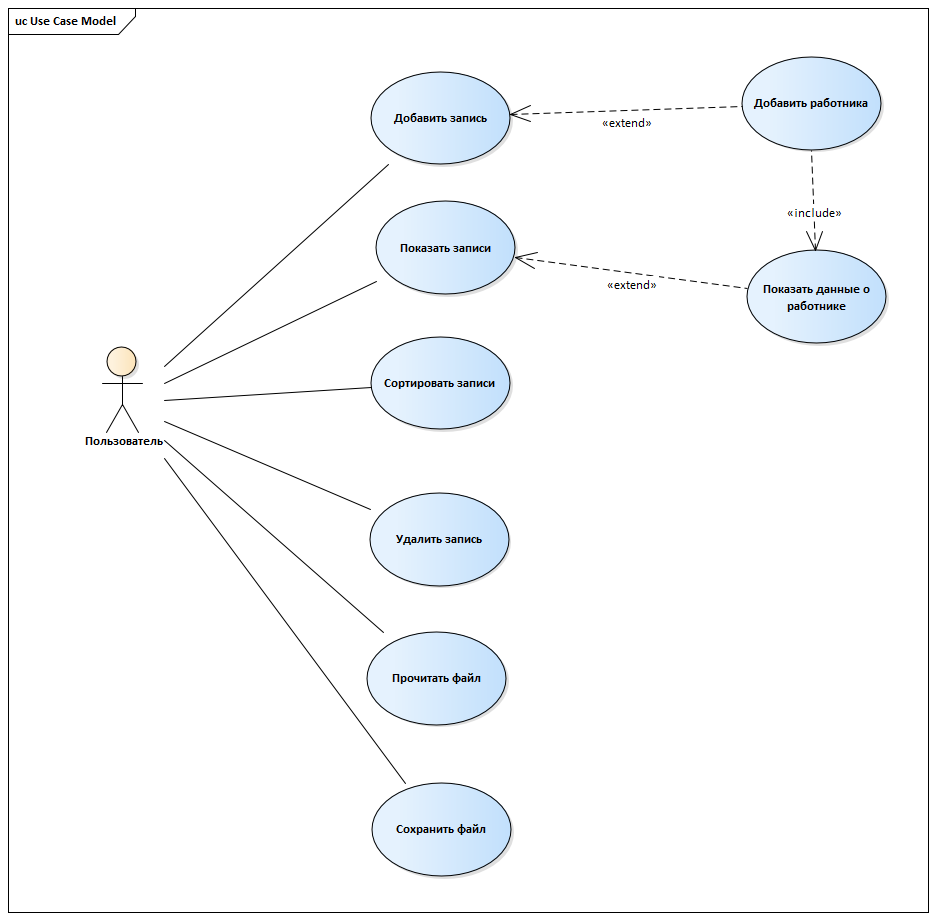 uc Use Case Model
Добавить запись
Добавить работника
«extend»
«include»
Показать записи
«extend»
Показать данные о
работнике
Сортировать записи
Пользователь
Удалить запись
Прочитать файл
Сохранить файл